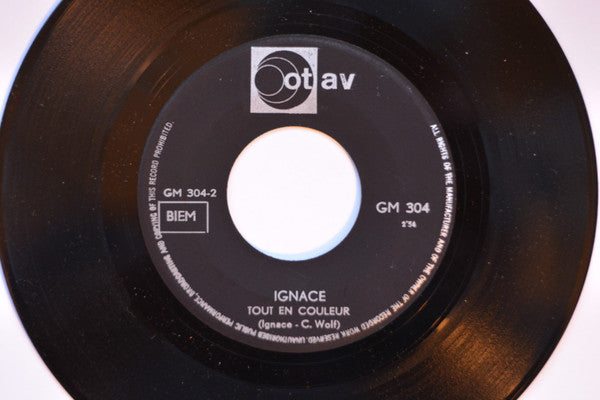 otav
GM 304-2
BIEM
GM 304
2'56
IGNACE
TOUT EN COULEUR
(Ignace - C. Wolf)
ALL RIGHTS OF THE MANUFACTURER AND OF THE OWNER OF THE RECORDED WORK RESERVED. UNAUTHORISED PUBLIC PERFORMANCE, BROADCASTING AND COPYING OF THIS RECORD PROHIBITED.